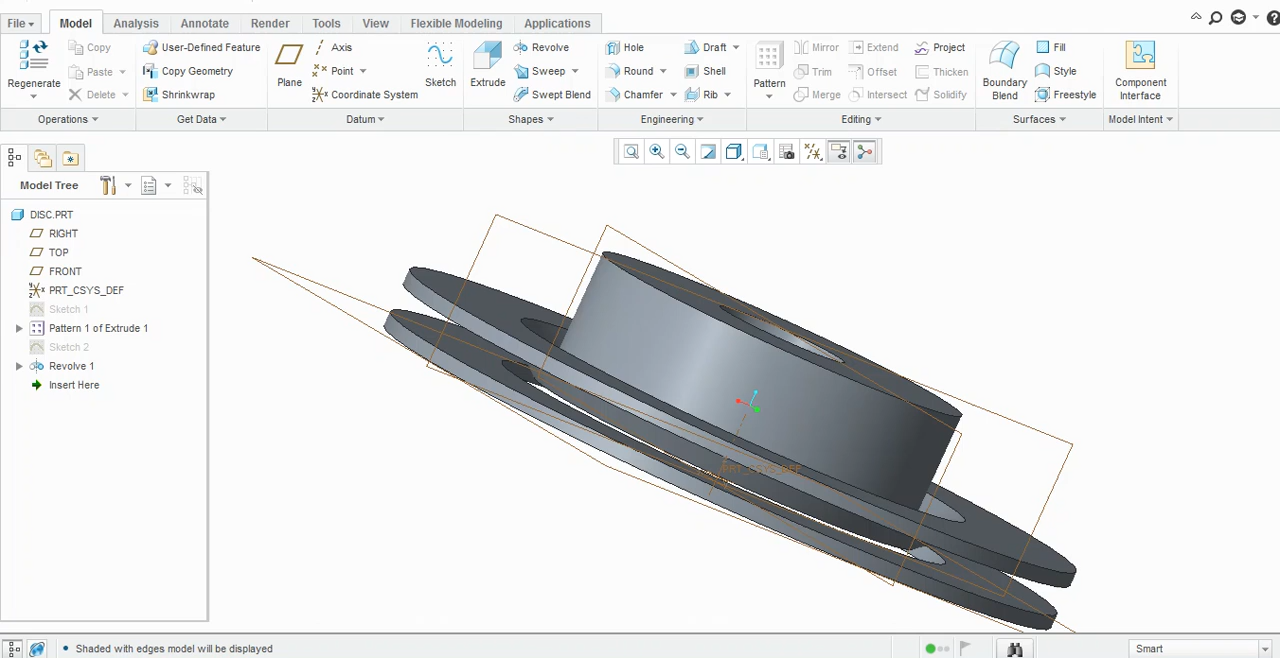 File Model Analysis Annotate Render Tools View Flexible Modeling Applications
Regenerate
Copy
Paste
Delete
Operations
User-Defined Feature
Copy Geometry
Shrinkwrap
Get Data
Plane
Axis
Point
Coordinate System
Sketch
Datum
Extrude
Revolve
Sweep
Swept Blend
Shapes
Hole
Round
Chamfer
Draft
Shell
Rib
Engineering
Pattern
Mirror
Trim
Merge
Extend
Offset
Intersect
Project
Thicken
Solidify
Editing
Boundary
Blend
Fill
Style
Freestyle
Surfaces
Component
Interface
Model Intent
Model Tree
DISC.PRT
RIGHT
TOP
FRONT
PRT_CSYS_DEF
Sketch 1
Pattern 1 of Extrude 1
Sketch 2
Revolve 1
Insert Here
PRT_CSYS_DEF
Shaded with edges model will be displayed
Smart